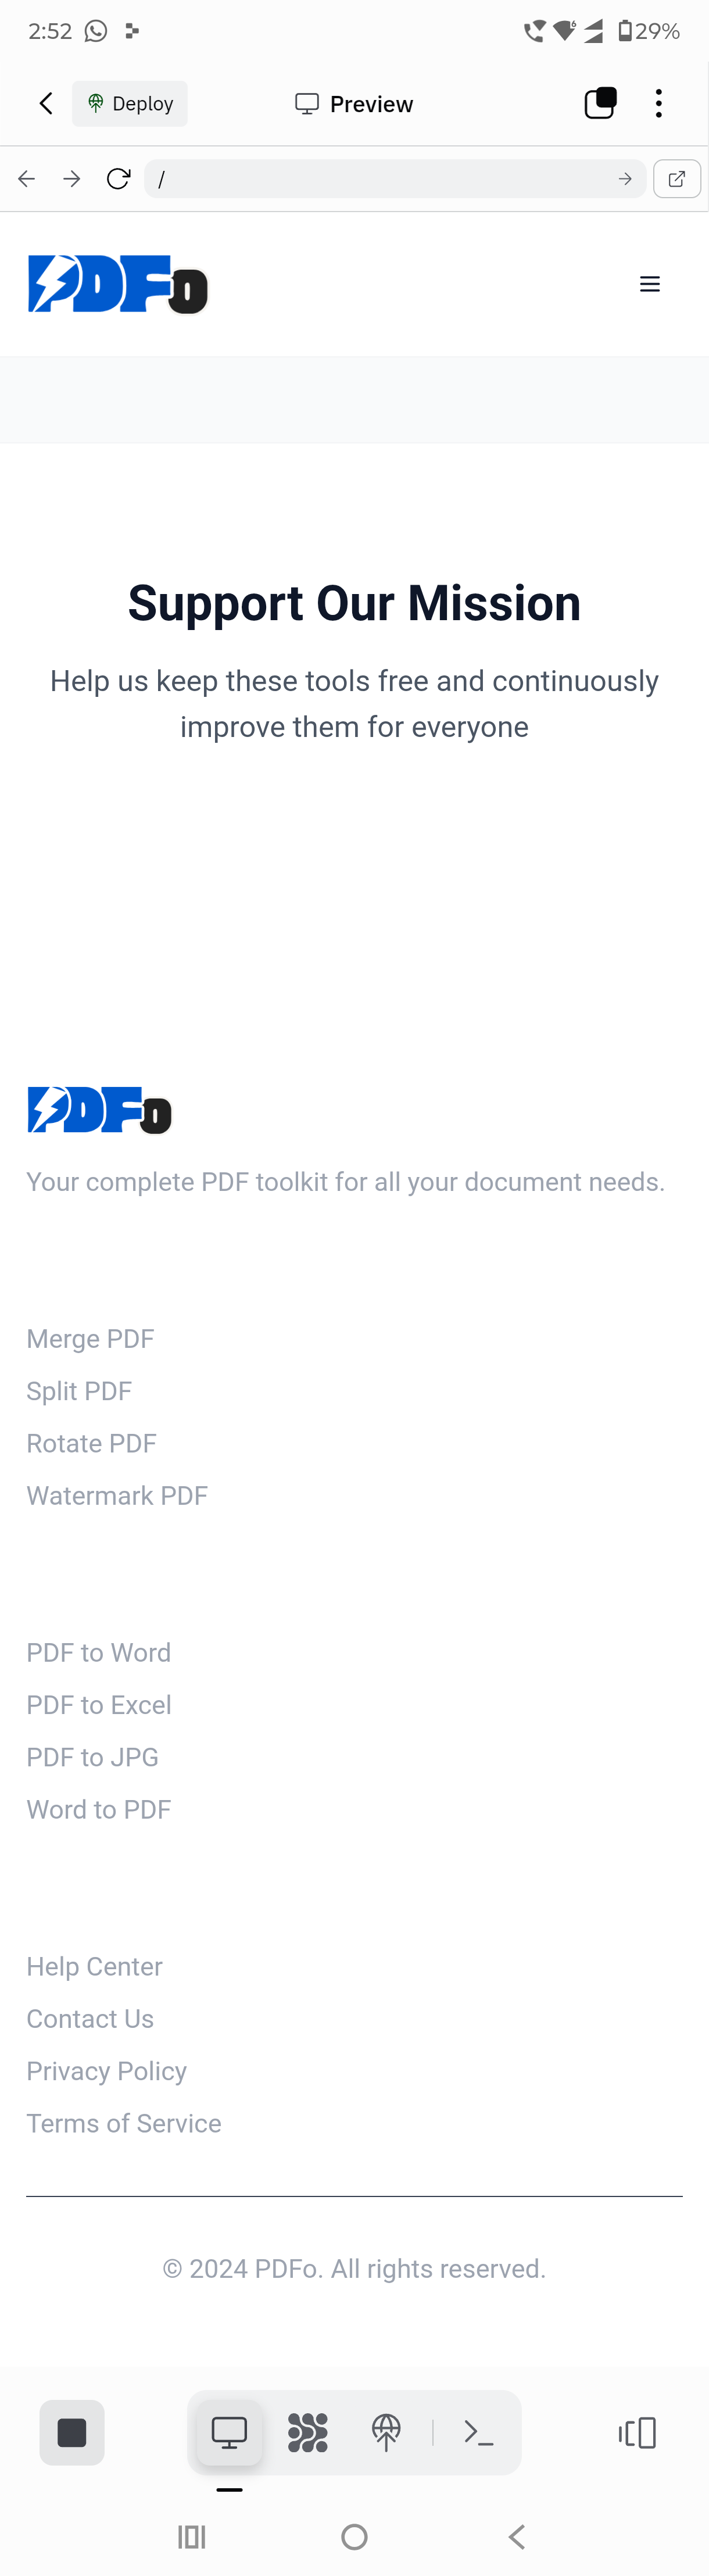 2:52
6
29%
Deploy
Preview
/
PDFo
Support Our Mission
Help us keep these tools free and continuously
improve them for everyone
PDFo
Your complete PDF toolkit for all your document needs.
Merge PDF
Split PDF
Rotate PDF
Watermark PDF
PDF to Word
PDF to Excel
PDF to JPG
Word to PDF
Help Center
Contact Us
Privacy Policy
Terms of Service
© 2024 PDFo. All rights reserved.